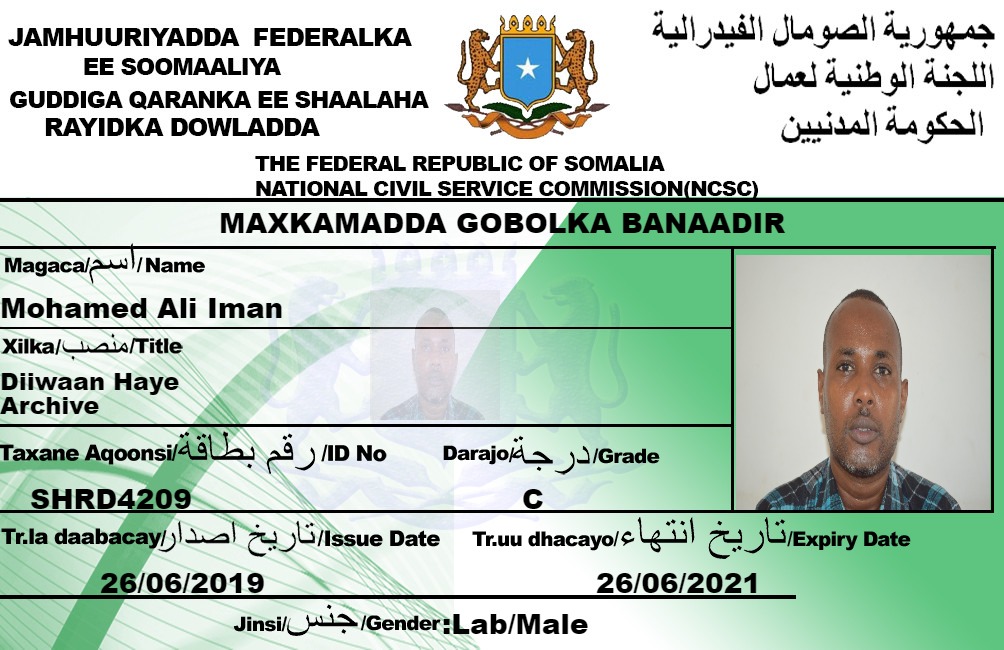 JAMHUURIYADDA FEDERALKA
EE SOOMAALIYA
GUDDIGA QARANKA EE SHAALAHA
RAYIDKA DOWLADDA
جمهورية الصومال الفيدرالية
اللجنة الوطنية لعمال
الحكومة المدنيين
THE FEDERAL REPUBLIC OF SOMALIA
NATIONAL CIVIL SERVICE COMMISSION(NCSC)
MAXKAMADDA GOBOLKA BANAADIR
Magaca/اسم/Name
Mohamed Ali Iman
Xilka/منصب/Title
Diiwaan Haye
Archive
Taxane Aqoonsi/رقم بطاقة/ID No
Darajo/درجة/Grade
SHRD4209
C
Tr.la daabacay/تاريخ اصدار/Issue Date
Tr.uu dhacayo/تاريخ انتهاء/Expiry Date
26/06/2019
26/06/2021
Jinsi/جنس/Gender:Lab/Male